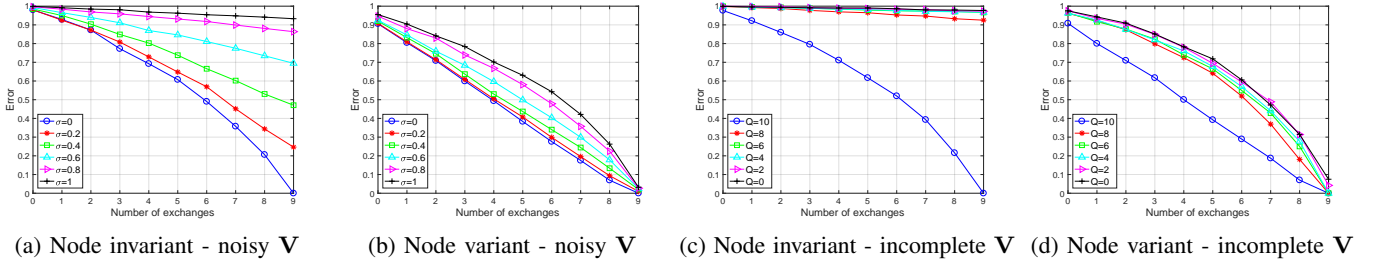 1
0.9
0.8
0.7
0.6
0.5
0.4
0.3
0.2
0.1
0
Error
σ=0
σ=0.2
σ=0.4
σ=0.6
σ=0.8
σ=1
0 1 2 3 4 5 6 7 8 9
Number of exchanges
(a) Node invariant - noisy V
1
0.9
0.8
0.7
0.6
0.5
0.4
0.3
0.2
0.1
0
Error
σ=0
σ=0.2
σ=0.4
σ=0.6
σ=0.8
σ=1
0 1 2 3 4 5 6 7 8 9
Number of exchanges
(b) Node variant - noisy V
1
0.9
0.8
0.7
0.6
0.5
0.4
0.3
0.2
0.1
0
Error
Q=10
Q=8
Q=6
Q=4
Q=2
Q=0
0 1 2 3 4 5 6 7 8 9
Number of exchanges
(c) Node invariant - incomplete V
1
0.9
0.8
0.7
0.6
0.5
0.4
0.3
0.2
0.1
0
Error
Q=10
Q=8
Q=6
Q=4
Q=2
Q=0
0 1 2 3 4 5 6 7 8 9
Number of exchanges
(d) Node variant - incomplete V